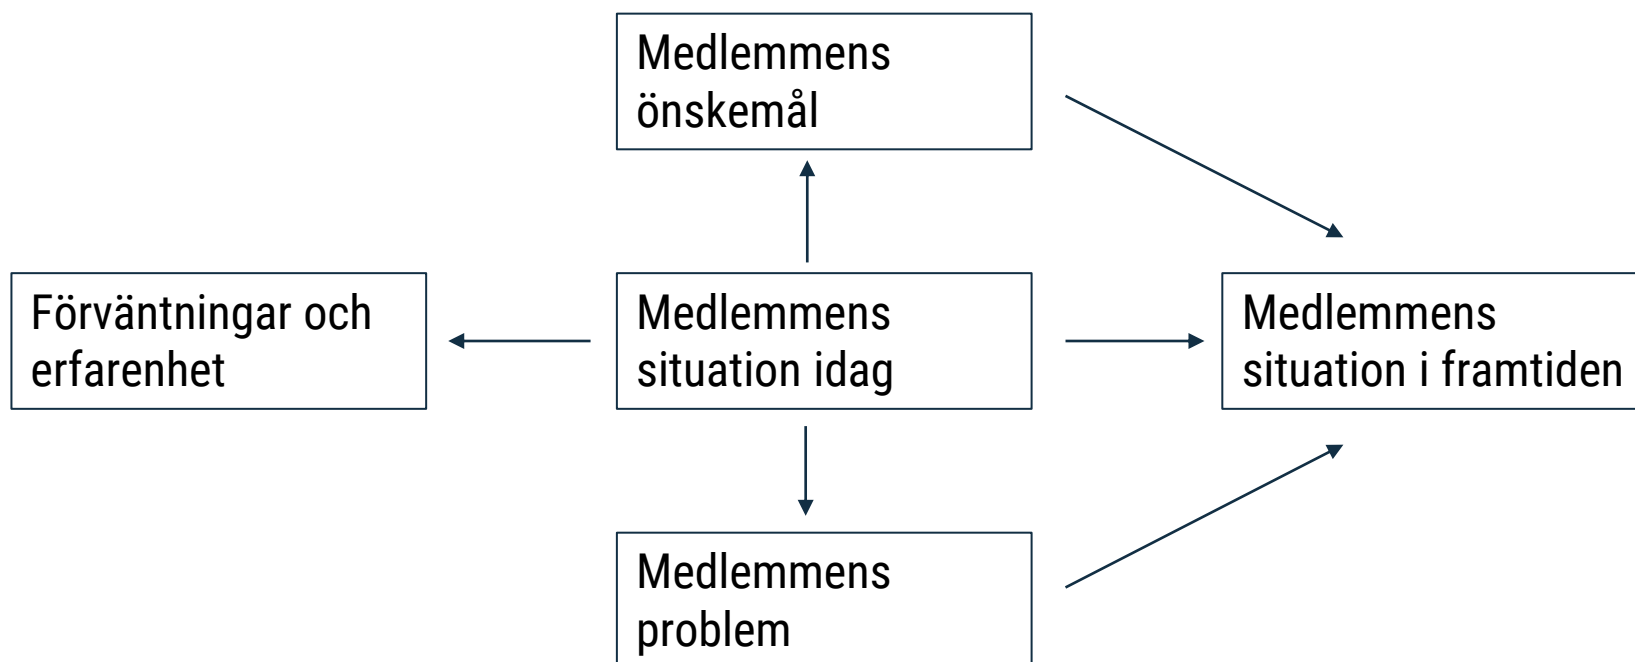 Medlemmens
önskemål
Förväntningar och
erfarenhet
Medlemmens
situation idag
Medlemmens
situation i framtiden
Medlemmens
problem